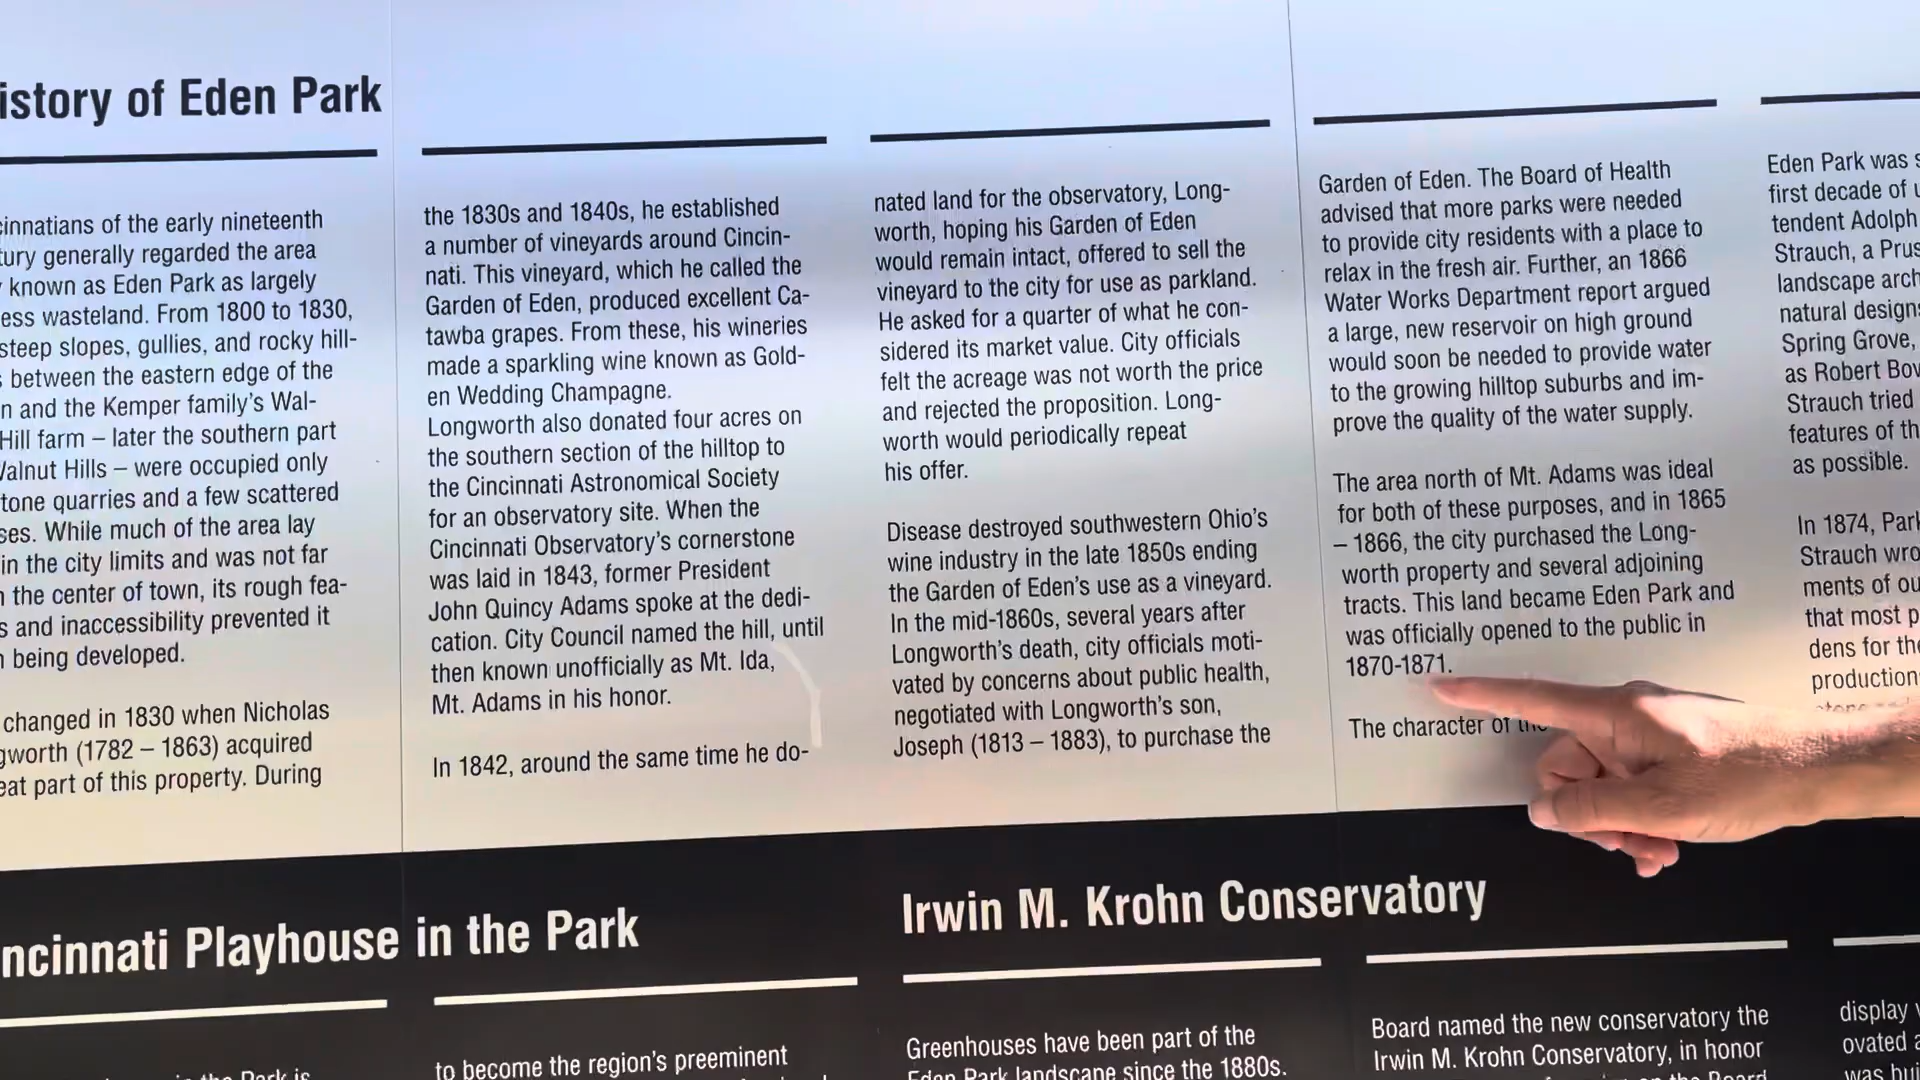 istory of Eden Park
cinnatians of the early nineteenth
tury generally regarded the area
known as Eden Park as largely
ess wasteland. From 1800 to 1830,
steep slopes, gullies, and rocky hill-
s between the eastern edge of the
n and the Kemper family's Wal-
Hill farm – later the southern part
Walnut Hills – were occupied only
tone quarries and a few scattered
ses. While much of the area lay
in the city limits and was not far
the center of town, its rough fea-
s and inaccessibility prevented it
being developed.
changed in 1830 when Nicholas
gworth (1782 – 1863) acquired
eat part of this property. During
the 1830s and 1840s, he established
a number of vineyards around Cincin-
nati. This vineyard, which he called the
Garden of Eden, produced excellent Ca-
tawba grapes. From these, his wineries
made a sparkling wine known as Gold-
en Wedding Champagne.
Longworth also donated four acres on
the southern section of the hilltop to
the Cincinnati Astronomical Society
for an observatory site. When the
Cincinnati Observatory's cornerstone
was laid in 1843, former President
John Quincy Adams spoke at the dedi-
cation. City Council named the hill, until
then known unofficially as Mt. Ida,
Mt. Adams in his honor.
In 1842, around the same time he do-
nated land for the observatory, Long-
worth, hoping his Garden of Eden
would remain intact, offered to sell the
vineyard to the city for use as parkland.
He asked for a quarter of what he con-
sidered its market value. City officials
felt the acreage was not worth the price
and rejected the proposition. Long-
worth would periodically repeat
his offer.
Disease destroyed southwestern Ohio's
wine industry in the late 1850s ending
the Garden of Eden's use as a vineyard.
In the mid-1860s, several years after
Longworth's death, city officials moti-
vated by concerns about public health,
negotiated with Longworth's son,
Joseph (1813 – 1883), to purchase the
Garden of Eden. The Board of Health
advised that more parks were needed
to provide city residents with a place to
relax in the fresh air. Further, an 1866
Water Works Department report argued
a large, new reservoir on high ground
would soon be needed to provide water
to the growing hilltop suburbs and im-
prove the quality of the water supply.
The area north of Mt. Adams was ideal
for both of these purposes, and in 1865
– 1866, the city purchased the Long-
worth property and several adjoining
tracts. This land became Eden Park and
was officially opened to the public in
1870-1871.
The character of the
Eden Park was s
first decade of u
tendent Adolph
Strauch, a Prus
landscape arch
natural designs
Spring Grove,
as Robert Bow
Strauch tried
features of th
as possible.
In 1874, Park
Strauch wro
ments of ou
that most p
dens for the
production
ncinnati Playhouse in the Park
to become the region's preeminent
Irwin M. Krohn Conservatory
Greenhouses have been part of the
Eden Park landscape since the 1880s.
Board named the new conservatory the
Irwin M. Krohn Conservatory, in honor
display
ovated a
was bui